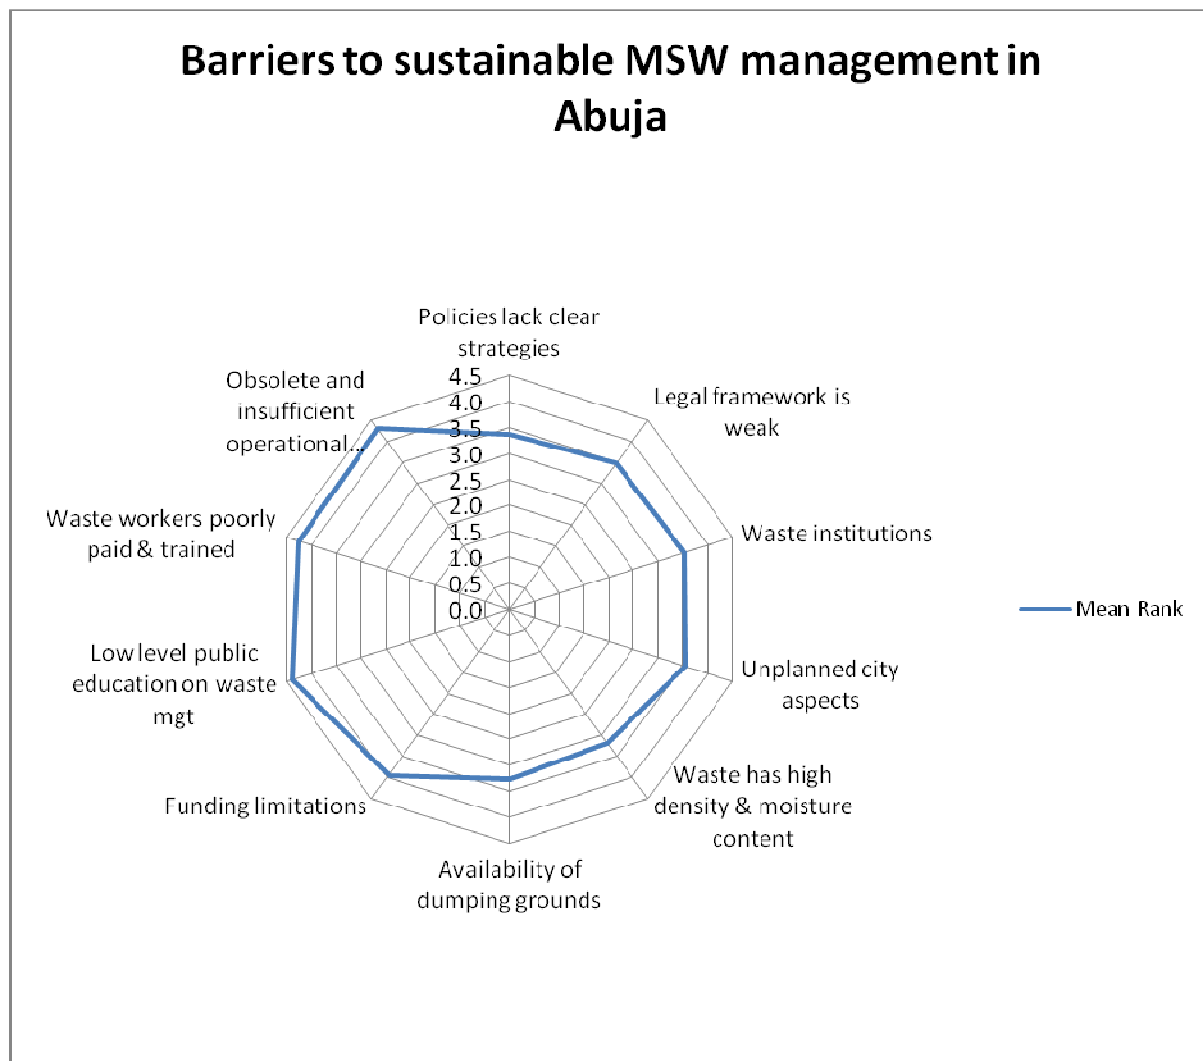 Barriers to sustainable MSW management in
Abuja
Policies lack clear
strategies
Legal framework is
weak
Waste institutions
Unplanned city
aspects
Waste has high
density & moisture
content
Availability of
dumping grounds
Funding limitations
Low level public
education on waste
mgt
Waste workers poorly
paid & trained
Obsolete and
insufficient
operational...
4.5
4.0
3.5
3.0
2.5
2.0
1.5
1.0
0.5
0.0
Mean Rank